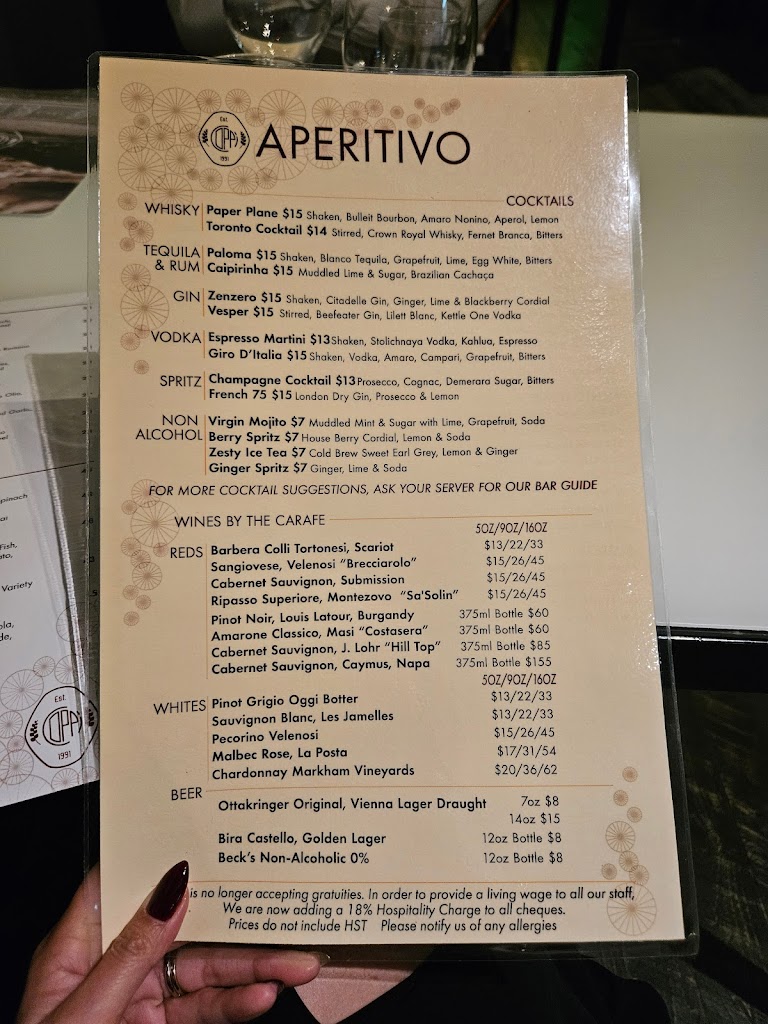 Est.
COPPA'S
1991
APERITIVO
COCKTAILS
WHISKY
Paper Plane $15 Shaken, Bulleit Bourbon, Amaro Nonino, Aperol, Lemon
Toronto Cocktail $14 Stirred, Crown Royal Whisky, Fernet Branca, Bitters
TEQUILA
& RUM
Paloma $15 Shaken, Blanco Tequila, Grapefruit, Lime, Egg White, Bitters
Caipirinha $15 Muddled Lime & Sugar, Brazilian Cachaça
GIN
Zenzero $15 Shaken, Citadelle Gin, Ginger, Lime & Blackberry Cordial
Vesper $15 Stirred, Beefeater Gin, Lilett Blanc, Kettle One Vodka
VODKA
Espresso Martini $13 Shaken, Stolichnaya Vodka, Kahlua, Espresso
Giro D'Italia $15 Shaken, Vodka, Amaro, Campari, Grapefruit, Bitters
SPRITZ
Champagne Cocktail $13 Prosecco, Cognac, Demerara Sugar, Bitters
French 75 $15 London Dry Gin, Prosecco & Lemon
NON
ALCOHOL
Virgin Mojito $7 Muddled Mint & Sugar with Lime, Grapefruit, Soda
Berry Spritz $7 House Berry Cordial, Lemon & Soda
Zesty Ice Tea $7 Cold Brew Sweet Earl Grey, Lemon & Ginger
Ginger Spritz $7 Ginger, Lime & Soda
FOR MORE COCKTAIL SUGGESTIONS, ASK YOUR SERVER FOR OUR BAR GUIDE
WINES BY THE CARAFE
5OZ/9OZ/16OZ
REDS
Barbera Colli Tortonesi, Scariot $13/22/33
Sangiovese, Velenosi "Brecciarolo" $15/26/45
Cabernet Sauvignon, Submission $15/26/45
Ripasso Superiore, Montezovo "Sa'Solin" $15/26/45
Pinot Noir, Louis Latour, Burgandy 375ml Bottle $60
Amarone Classico, Masi "Costasera" 375ml Bottle $60
Cabernet Sauvignon, J. Lohr "Hill Top" 375ml Bottle $85
Cabernet Sauvignon, Caymus, Napa 375ml Bottle $155
5OZ/9OZ/16OZ
WHITES
Pinot Grigio Oggi Botter $13/22/33
Sauvignon Blanc, Les Jamelles $13/22/33
Pecorino Velenosi $15/26/45
Malbec Rose, La Posta $17/31/54
Chardonnay Markham Vineyards $20/36/62
BEER
Ottakringer Original, Vienna Lager Draught 7oz $8
14oz $15
Bira Castello, Golden Lager 12oz Bottle $8
Beck's Non-Alcoholic 0% 12oz Bottle $8
is no longer accepting gratuities. In order to provide a living wage to all our staff,
We are now adding a 18% Hospitality Charge to all cheques.
Prices do not include HST Please notify us of any allergies
Spinach
Fish,
Variety
Est.
1991